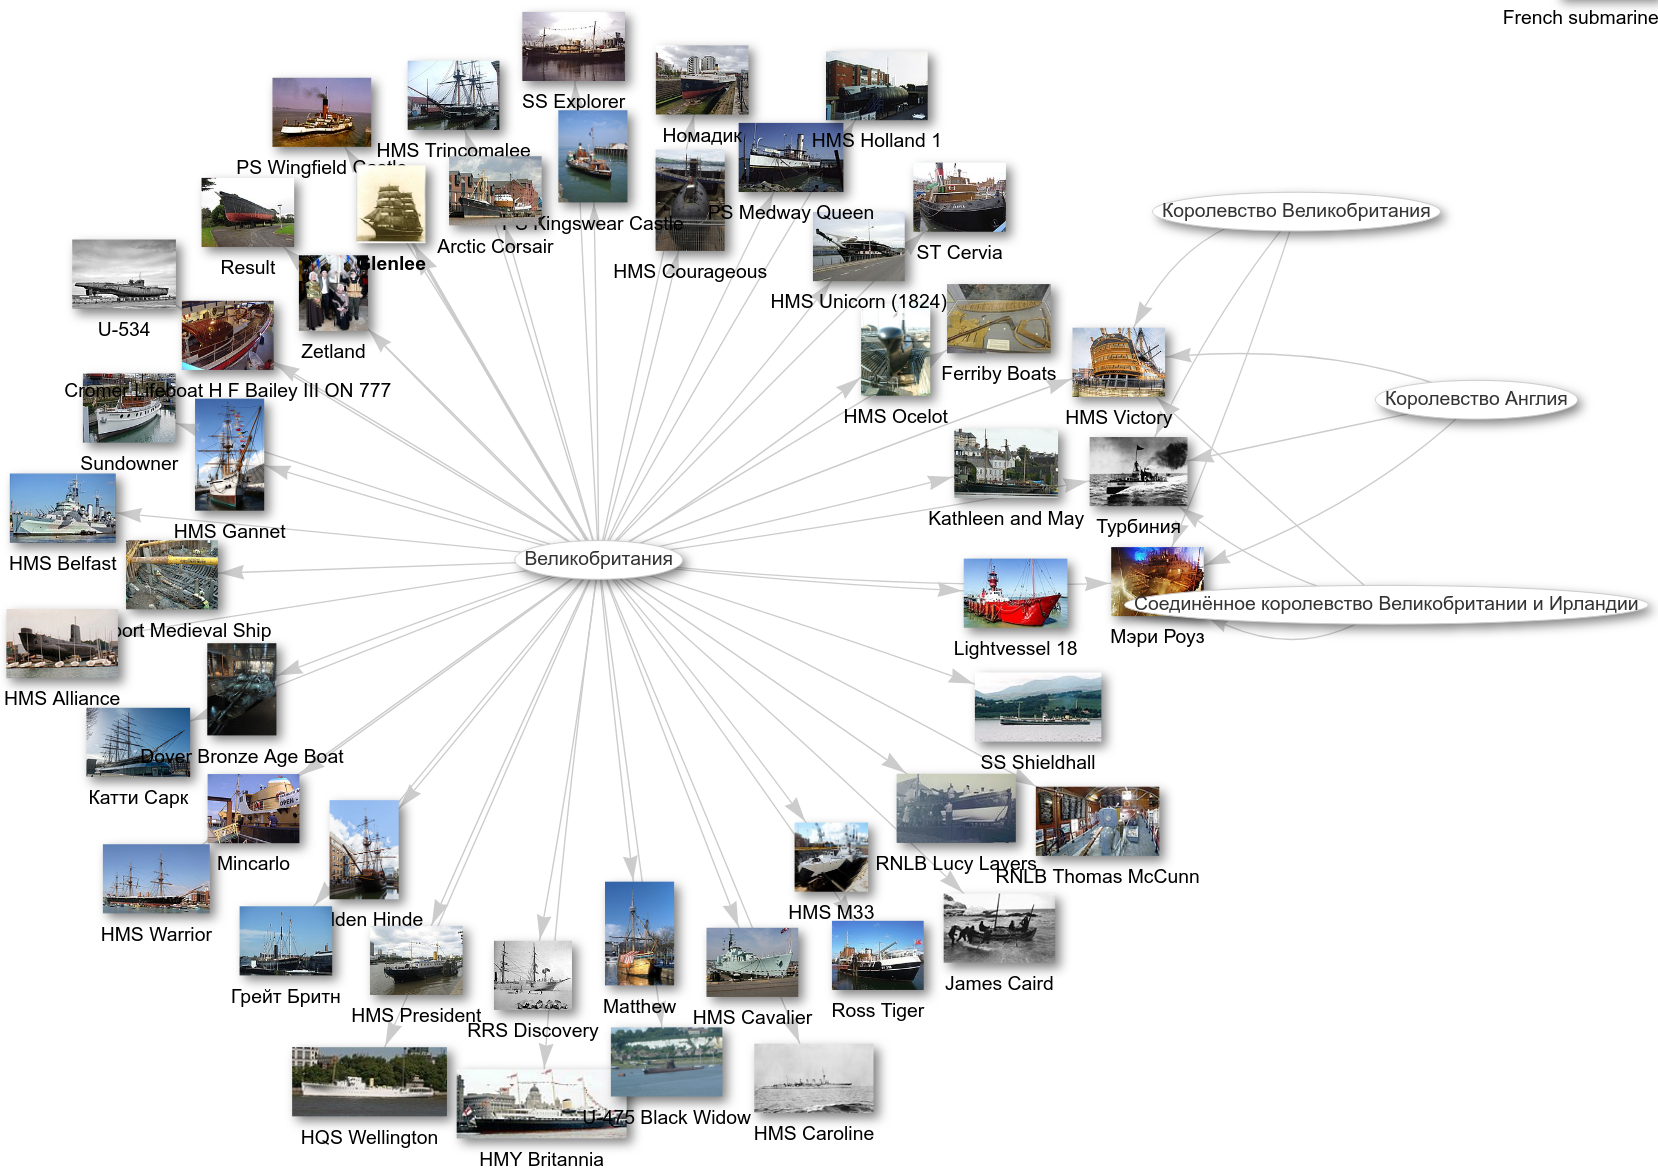 French submarine
SS Explorer
Номадик
HMS Holland 1
HMS Trincomalee
PS Wingfield Castle
PS Medway Queen
PS Kingswear Castle
Arctic Corsair
ST Cervia
Королевство Великобритания
Result
Glenlee
HMS Courageous
HMS Unicorn (1824)
U-534
Zetland
Ferriby Boats
Cromer Lifeboat H F Bailey III ON 777
HMS Ocelot
HMS Victory
Королевство Англия
Sundowner
HMS Gannet
Kathleen and May
Турбиния
HMS Belfast
Великобритания
port Medieval Ship
Lightvessel 18
Мэри Роуз
Соединённое королевство Великобритании и Ирландии
HMS Alliance
Dover Bronze Age Boat
SS Shieldhall
Катти Сарк
Mincarlo
RNLB Lucy Lavers
RNLB Thomas McCunn
HMS Warrior
lden Hinde
HMS M33
Грейт Бритн
HMS President
RRS Discovery
Matthew
HMS Cavalier
Ross Tiger
James Caird
HQS Wellington
HMY Britannia
U-475 Black Widow
HMS Caroline